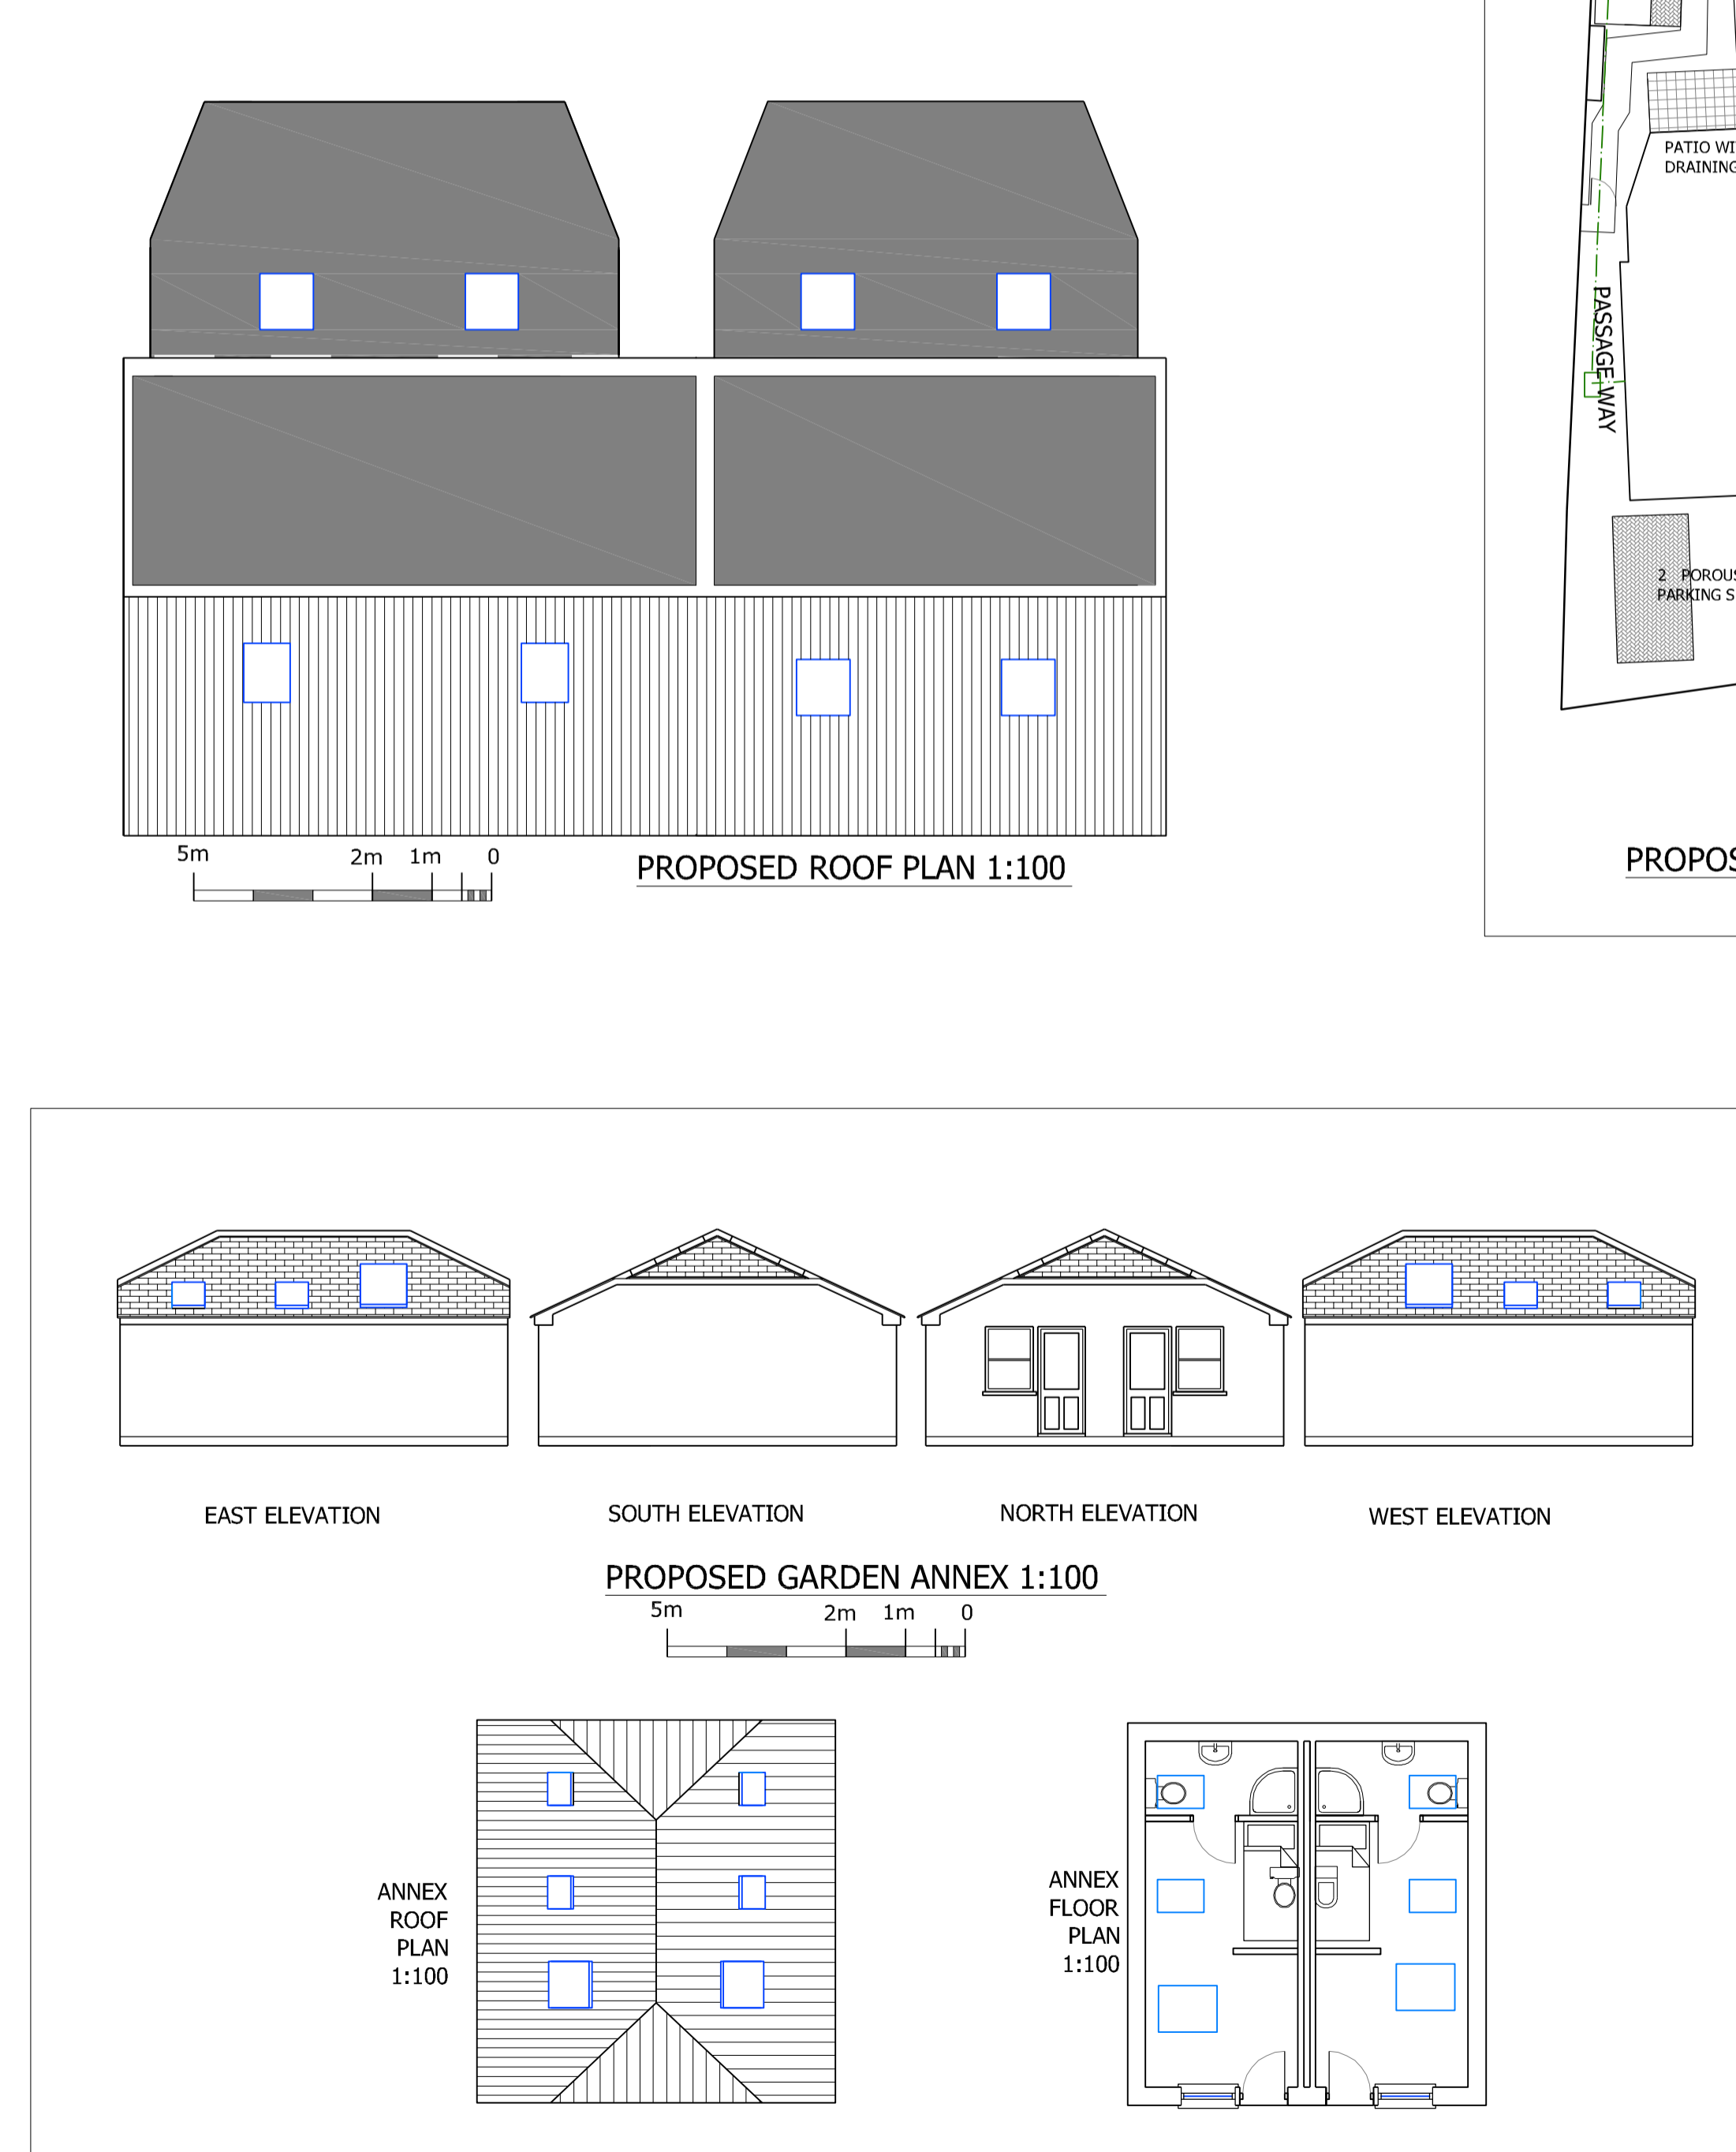 PATIO WI
DRAINING
PASSAGE WAY
2 POROUS
PARKING S
5m 2m 1m 0
PROPOSED ROOF PLAN 1:100
PROPOS
EAST ELEVATION
SOUTH ELEVATION
NORTH ELEVATION
WEST ELEVATION
PROPOSED GARDEN ANNEX 1:100
5m 2m 1m 0
ANNEX
ROOF
PLAN
1:100
ANNEX
FLOOR
PLAN
1:100